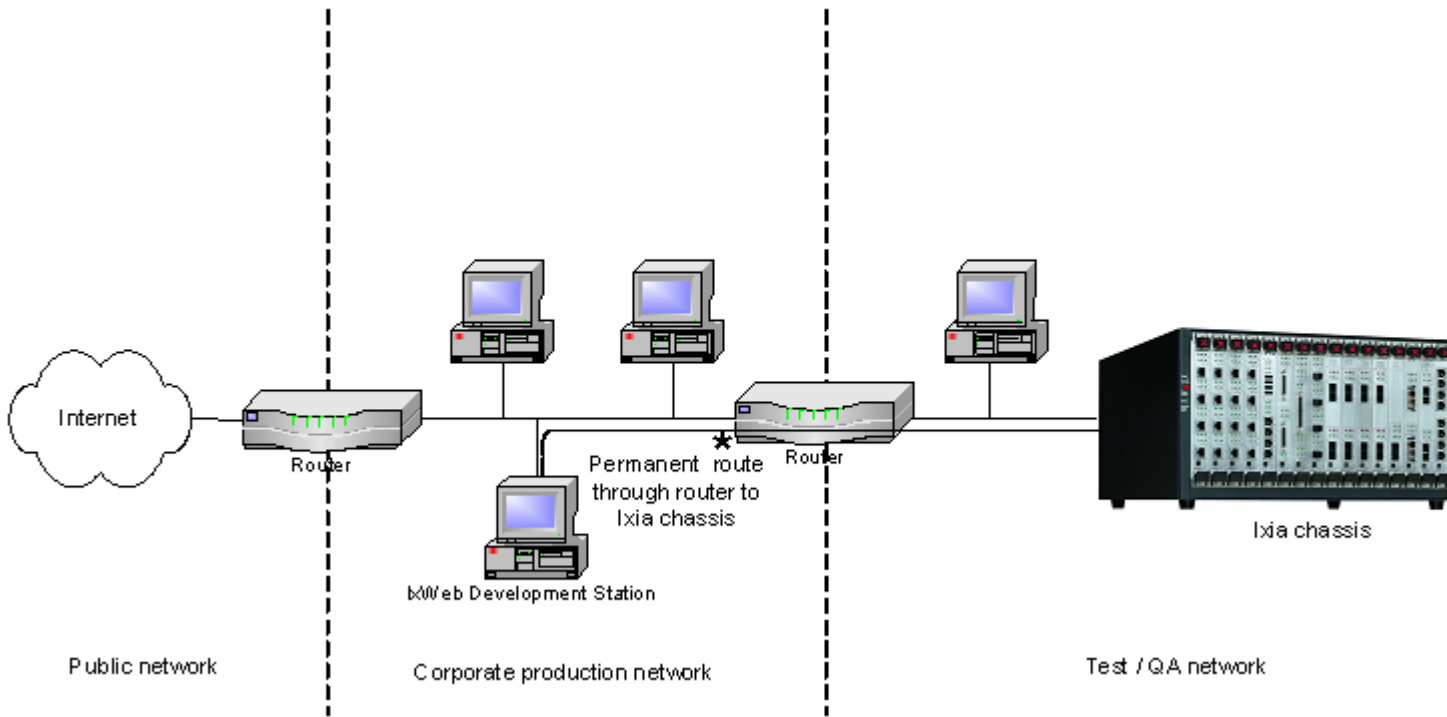 Internet
Router
Permanent route
through router to
Ixia chassis
Router
Ixia chassis
IxWeb Development Station
Public network
Corporate production network
Test / QA network